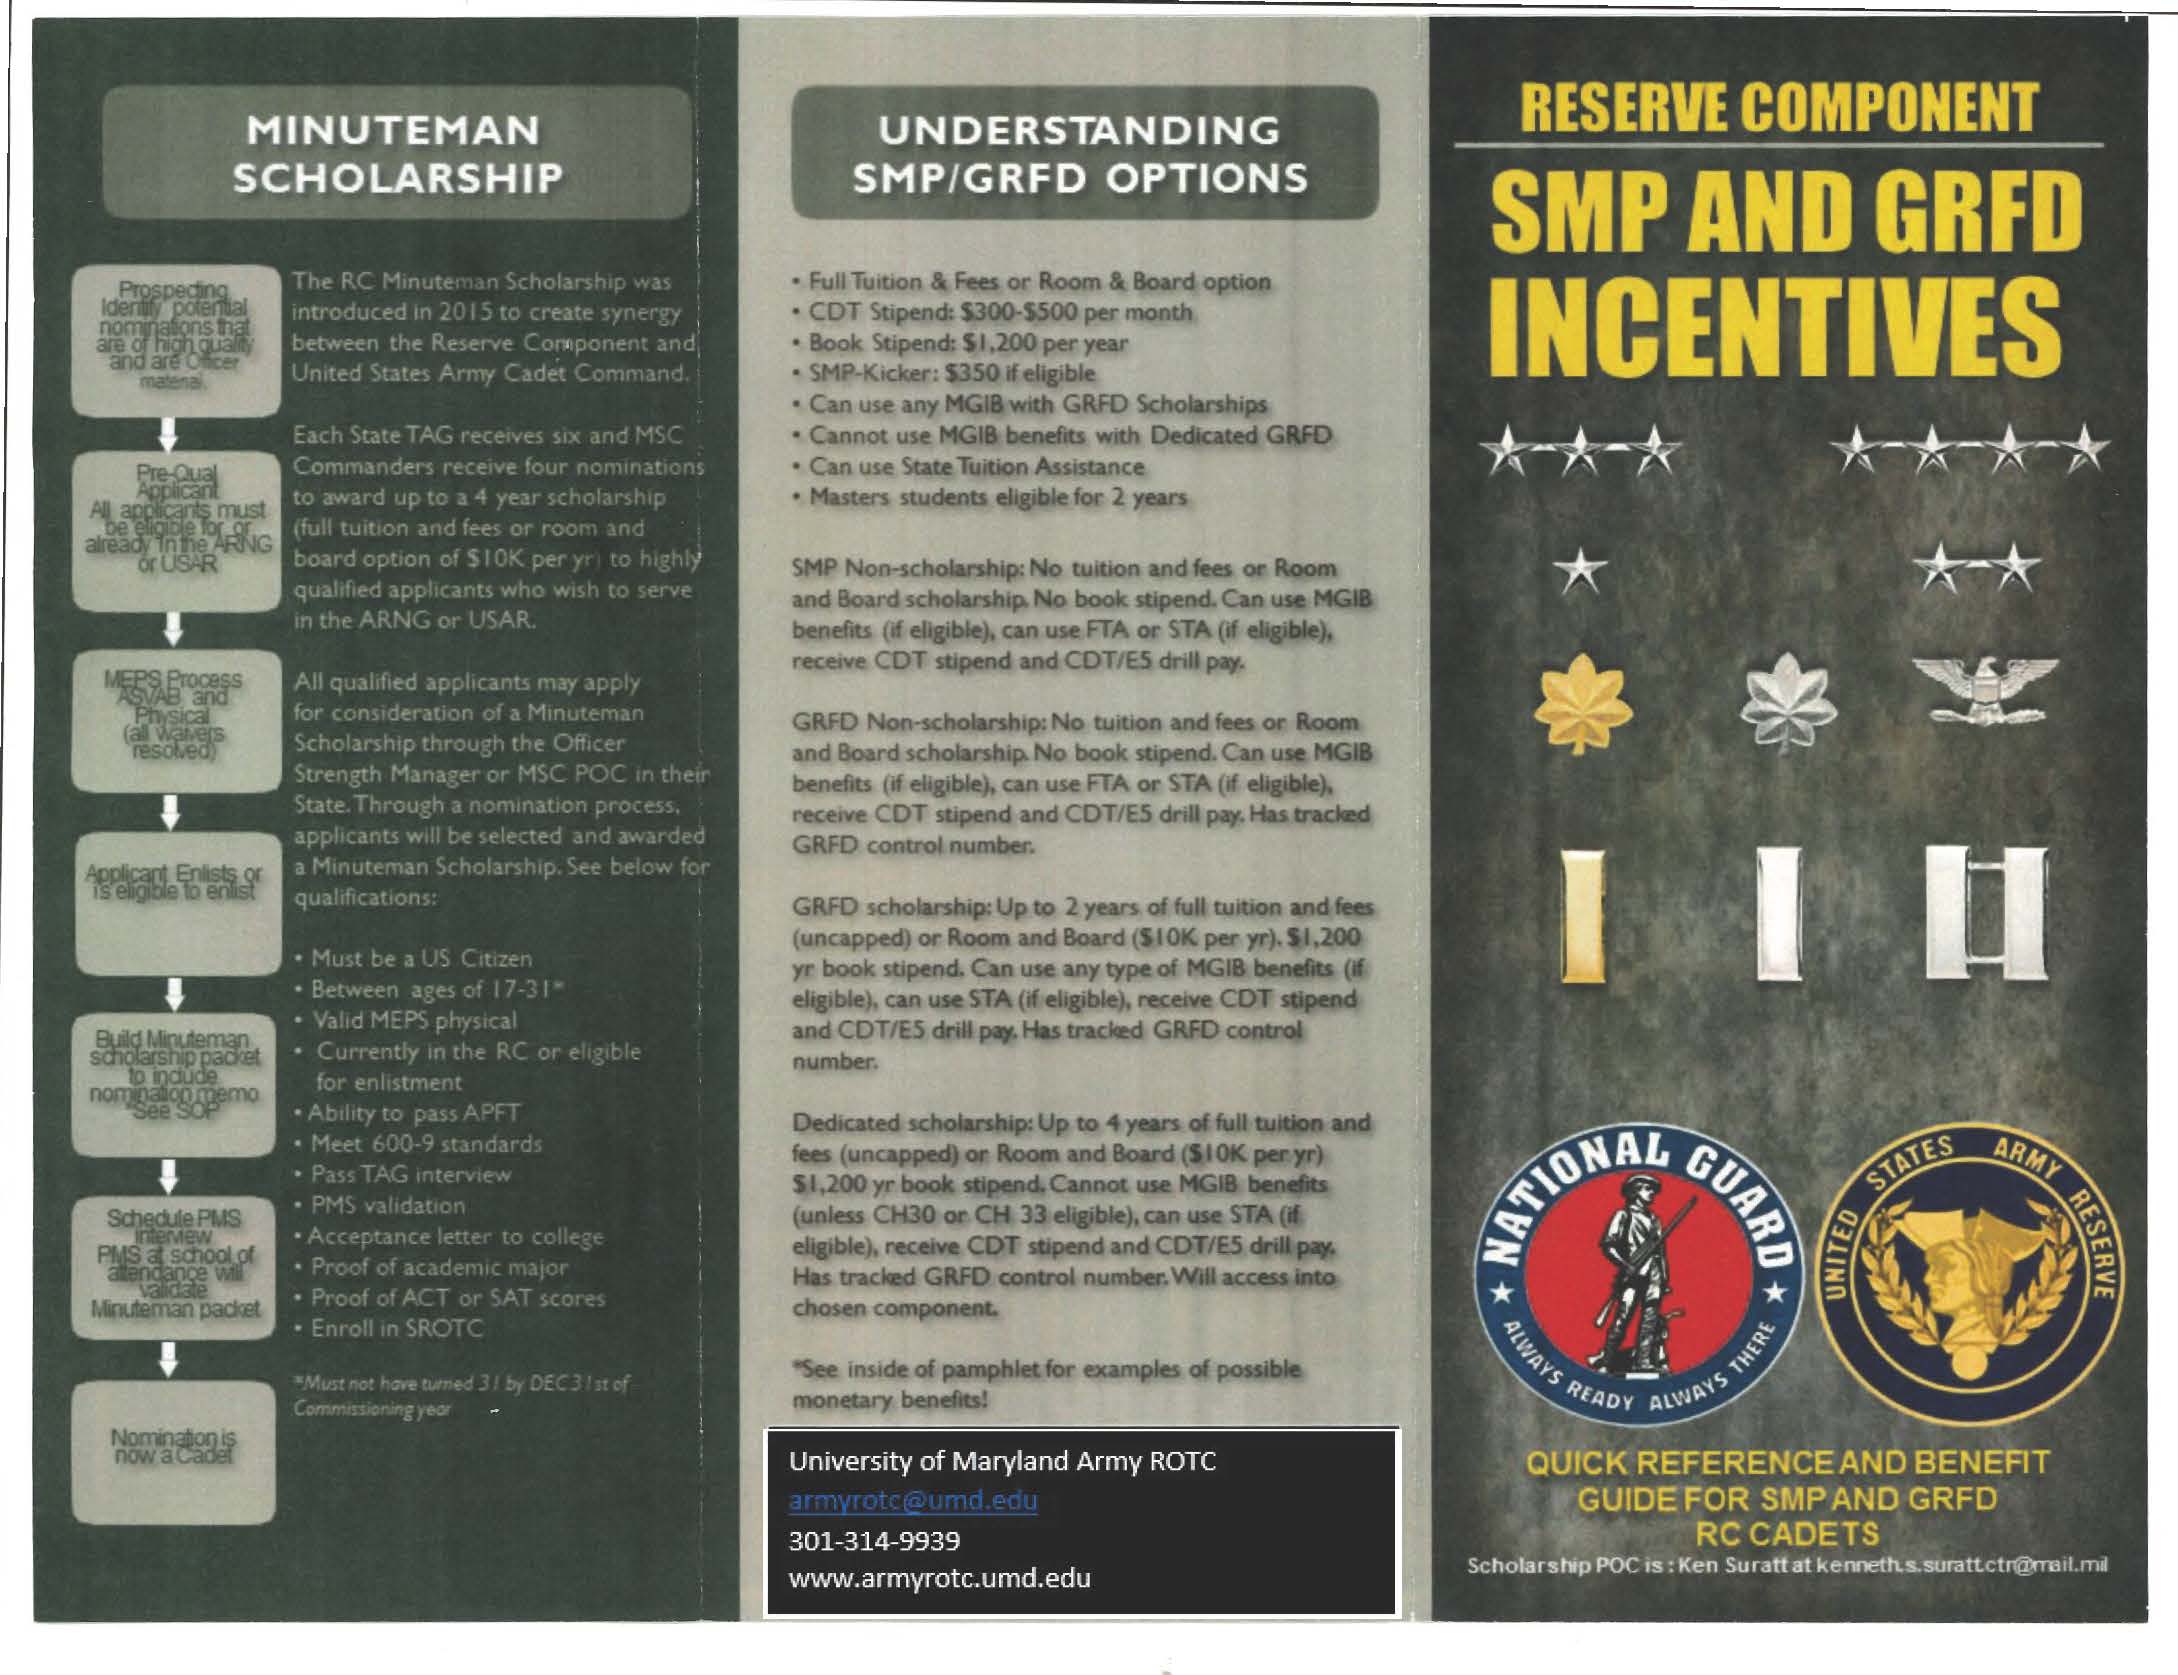 MINUTEMAN
SCHOLARSHIP
Prospecting
Identify potential
nominations that
are of high quality
and are Officer
material.
Pre-Qual
Applicant
All applicants must
be eligible for or
already in the ARNG
or USAR
MEPS Process
ASVAB and
Physical
(all waivers
resolved)
Applicant Enlists or
is eligible to enlist
Build Minuteman
scholarship packet
to include
nomination memo
*See SOP
Schedule PMS
interview
PMS at school of
attendance will
validate
Minuteman packet
Nomination is
now a Cadet
The RC Minuteman Scholarship was
introduced in 2015 to create synergy
between the Reserve Component and
United States Army Cadet Command.
Each State TAG receives six and MSC
Commanders receive four nominations
to award up to a 4 year scholarship
(full tuition and fees or room and
board option of $10K per yr) to highly
qualified applicants who wish to serve
in the ARNG or USAR.
All qualified applicants may apply
for consideration of a Minuteman
Scholarship through the Officer
Strength Manager or MSC POC in their
State. Through a nomination process,
applicants will be selected and awarded
a Minuteman Scholarship. See below for
qualifications:
• Must be a US Citizen
• Between ages of 17-31*
• Valid MEPS physical
• Currently in the RC or eligible
for enlistment
• Ability to pass APFT
• Meet 600-9 standards
• Pass TAG interview
• PMS validation
• Acceptance letter to college
• Proof of academic major
• Proof of ACT or SAT scores
• Enroll in SROTC
*Must not have turned 31 by DEC 31st of
Commissioning year
UNDERSTANDING
SMP/GRFD OPTIONS
• Full Tuition & Fees or Room & Board option
• CDT Stipend: $300-$500 per month
• Book Stipend: $1,200 per year
• SMP-Kicker: $350 if eligible
• Can use any MGIB with GRFD Scholarships
• Cannot use MGIB benefits with Dedicated GRFD
• Can use State Tuition Assistance
• Masters students eligible for 2 years
SMP Non-scholarship: No tuition and fees or Room
and Board scholarship. No book stipend. Can use MGIB
benefits (if eligible), can use FTA or STA (if eligible),
receive CDT stipend and CDT/E5 drill pay.
GRFD Non-scholarship: No tuition and fees or Room
and Board scholarship. No book stipend. Can use MGIB
benefits (if eligible), can use FTA or STA (if eligible),
receive CDT stipend and CDT/E5 drill pay. Has tracked
GRFD control number.
GRFD scholarship: Up to 2 years of full tuition and fees
(uncapped) or Room and Board ($10K per yr). $1,200
yr book stipend. Can use any type of MGIB benefits (if
eligible), can use STA (if eligible), receive CDT stipend
and CDT/E5 drill pay. Has tracked GRFD control
number.
Dedicated scholarship: Up to 4 years of full tuition and
fees (uncapped) or Room and Board ($10K per yr)
$1,200 yr book stipend. Cannot use MGIB benefits
(unless CH30 or CH 33 eligible), can use STA (if
eligible), receive CDT stipend and CDT/E5 drill pay.
Has tracked GRFD control number. Will access into
chosen component.
*See inside of pamphlet for examples of possible
monetary benefits!
University of Maryland Army ROTC
armyrotc@umd.edu
301-314-9939
www.armyrotc.umd.edu
RESERVE COMPONENT
SMP AND GRFD
INCENTIVES
NATIONAL GUARD
ALWAYS READY ALWAYS THERE
UNITED STATES ARMY RESERVE
QUICK REFERENCE AND BENEFIT
GUIDE FOR SMP AND GRFD
RC CADETS
Scholarship POC is : Ken Suratt at kenneth.s.suratt.ctr@mail.mil